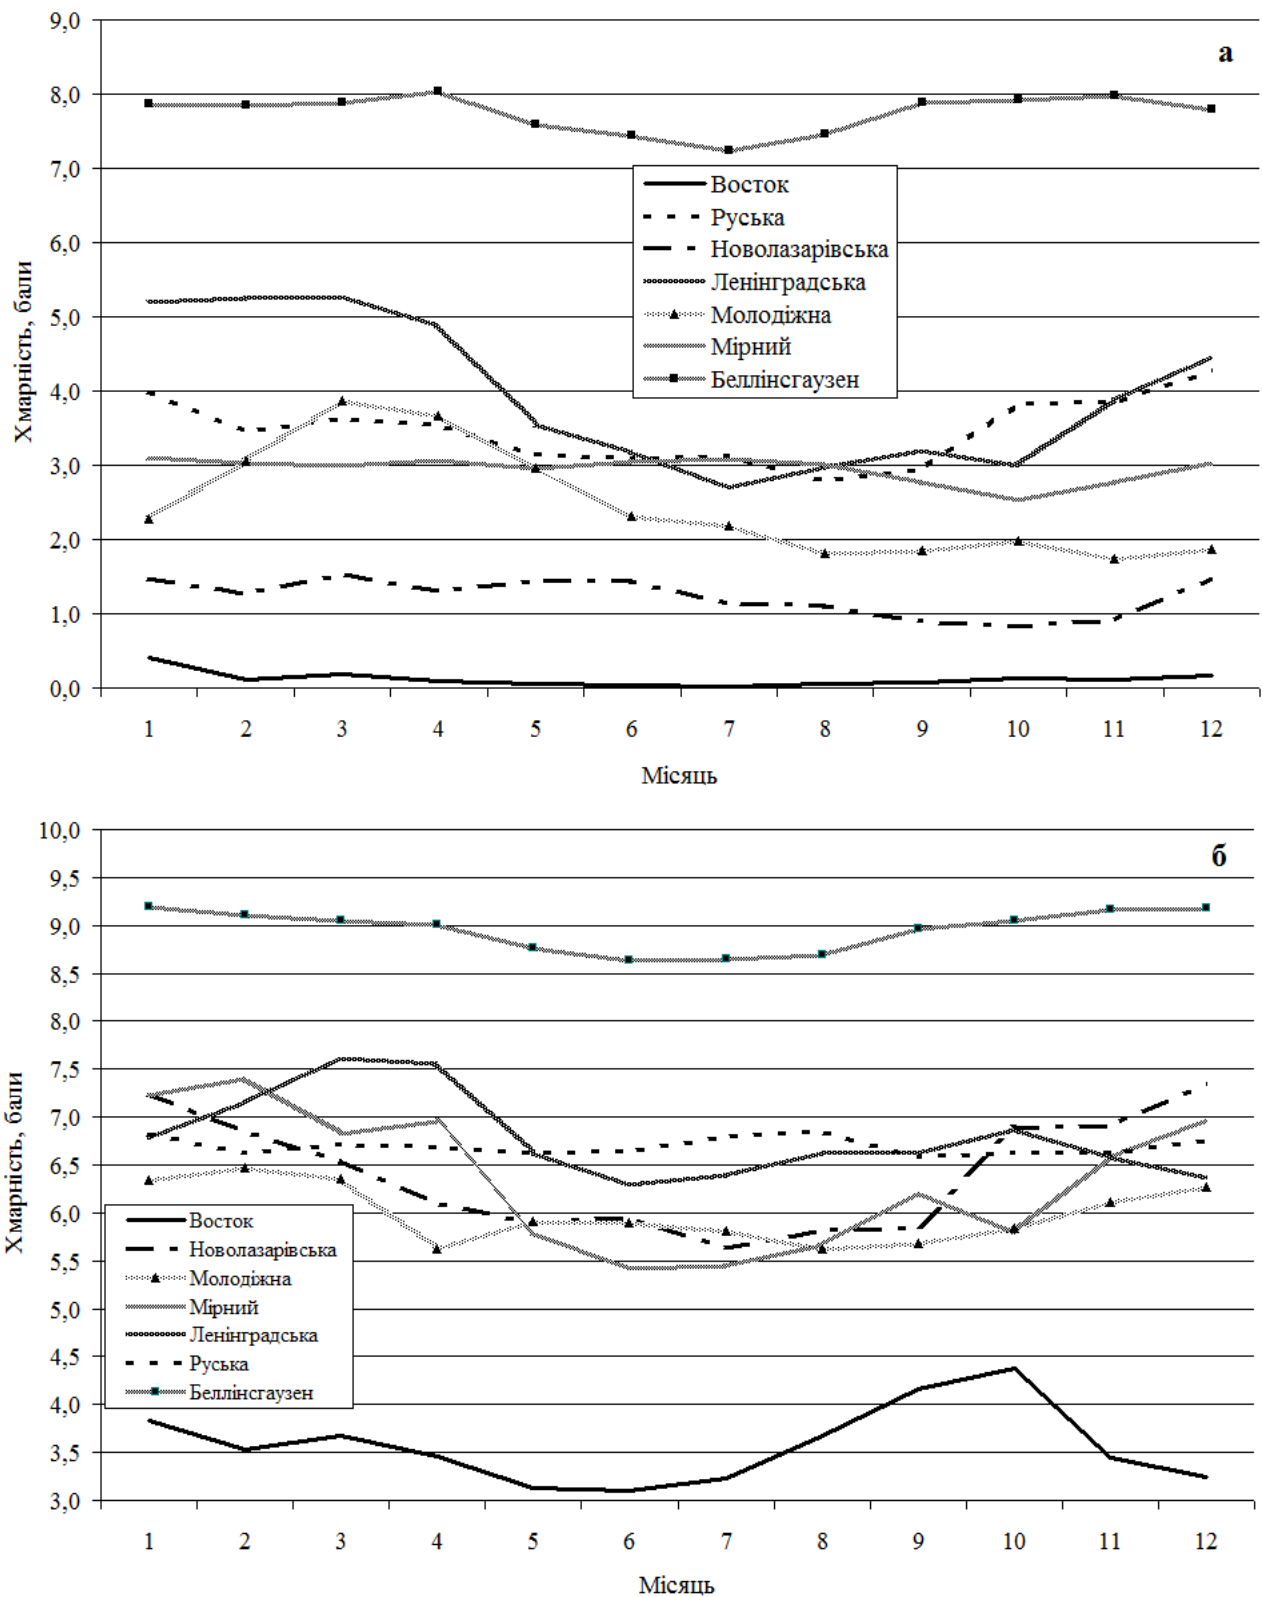 9,0
а
8,0
7,0
Восток
Руська
6,0
Новолазарівська
Ленінградська
5,0
Молодіжна
Мірний
Беллінсгаузен
4,0
3,0
2,0
1,0
0,0
Хмарність, бали
1 2 3 4 5 6 7 8 9 10 11 12
Місяць
10,0
б
9,5
9,0
8,5
8,0
7,5
7,0
6,5
6,0
5,5
5,0
4,5
4,0
3,5
3,0
Хмарність, бали
Восток
Новолазарівська
Молодіжна
Мірний
Ленінградська
Руська
Беллінсгаузен
1 2 3 4 5 6 7 8 9 10 11 12
Місяць